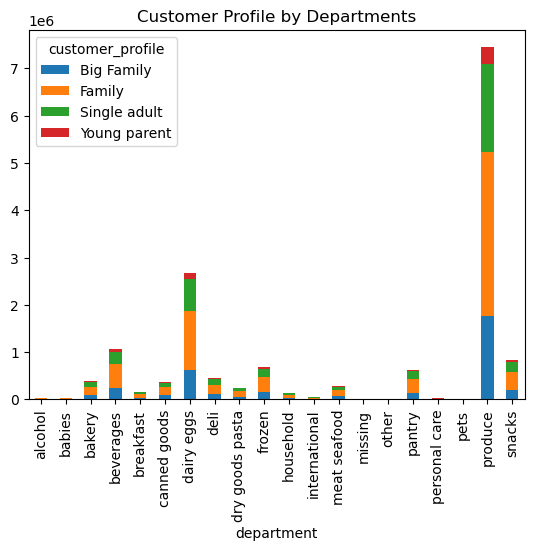 Customer Profile by Departments
1e6
customer_profile
Big Family
Family
Single adult
Young parent
7
6
5
4
3
2
1
0
alcohol
babies
bakery
beverages
breakfast
canned goods
dairy eggs
deli
dry goods pasta
frozen
household
international
meat seafood
missing
other
pantry
personal care
pets
produce
snacks
department